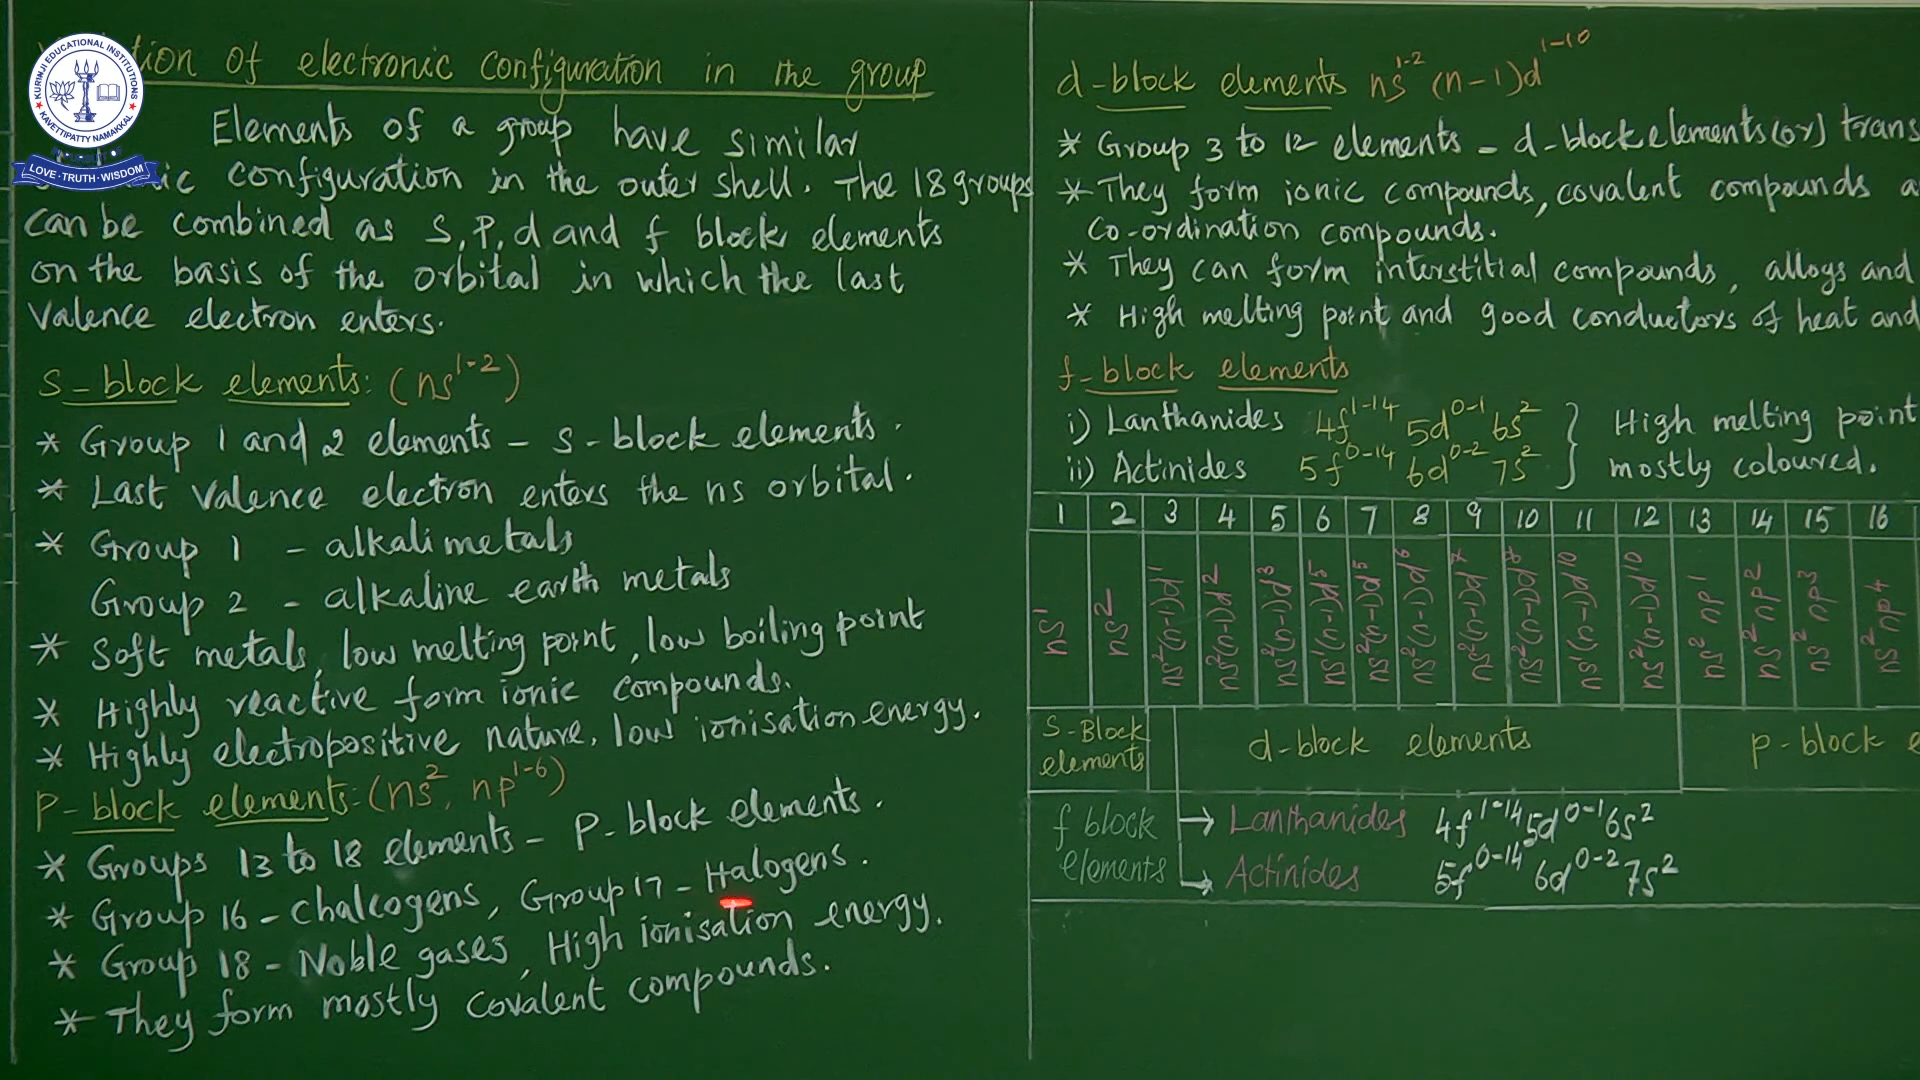 KURINJI EDUCATIONAL INSTITUTIONS
KAVETTIPATTY NAMAKKAL
LOVE · TRUTH · WISDOM
of electronic configuration in the group
Elements of a group have similar
configuration in the outer shell. The 18 groups
can be combined as S, P, d and f block elements
on the basis of the orbital in which the last
Valence electron enters.
S-block elements: (ns¹⁻²)
* Group 1 and 2 elements - s-block elements.
* Last Valence electron enters the ns orbital.
* Group 1 - alkali metals
Group 2 - alkaline earth metals
* Soft metals, low melting point, low boiling point
* Highly reactive form ionic compounds.
* Highly electropositive nature, low ionisation energy.
P-block elements: (ns², np¹⁻⁶)
* Groups 13 to 18 elements - P-block elements.
* Group 16 - chalcogens, Group 17 - Halogens.
* Group 18 - Noble gases, High ionisation energy.
* They form mostly covalent compounds.
d-block elements ns¹⁻² (n-1)d¹⁻¹⁰
* Group 3 to 12 elements - d-block elements (or) trans
* They form ionic compounds, covalent compounds a
co-ordination compounds.
* They can form interstitial compounds, alloys and
* High melting point and good conductors of heat and
f-block elements
i) Lanthanides 4f¹⁻¹⁴ 5d⁰⁻¹ 6s² } High melting point
ii) Actinides 5f⁰⁻¹⁴ 6d⁰⁻² 7s² } mostly coloured.
1 2 3 4 5 6 7 8 9 10 11 12 13 14 15 16
ns¹ ns² ns²(n-1)d¹ ns²(n-1)d² ns²(n-1)d³ ns¹(n-1)d⁵ ns²(n-1)d⁵ ns²(n-1)d⁶ ns²(n-1)d⁷ ns²(n-1)d⁸ ns¹(n-1)d¹⁰ ns²(n-1)d¹⁰ ns² np¹ ns² np² ns² np³ ns² np⁴
S-Block d-block elements p-block e
elements
f block → Lanthanides 4f¹⁻¹⁴ 5d⁰⁻¹ 6s²
elements → Actinides 5f⁰⁻¹⁴ 6d⁰⁻² 7s²